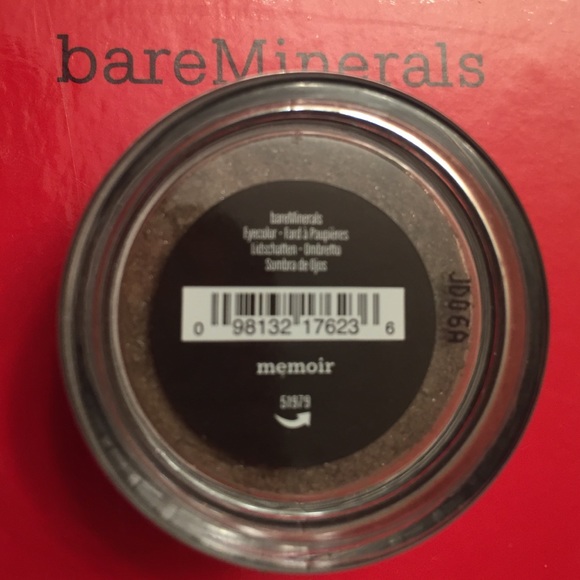 bareMinerals
bareMinerals
Eyecolor • Fard à Paupières
Lidschatten • Ombretto
Sombra de Ojos
0 98132 17623 6
memoir
51979
JD06A